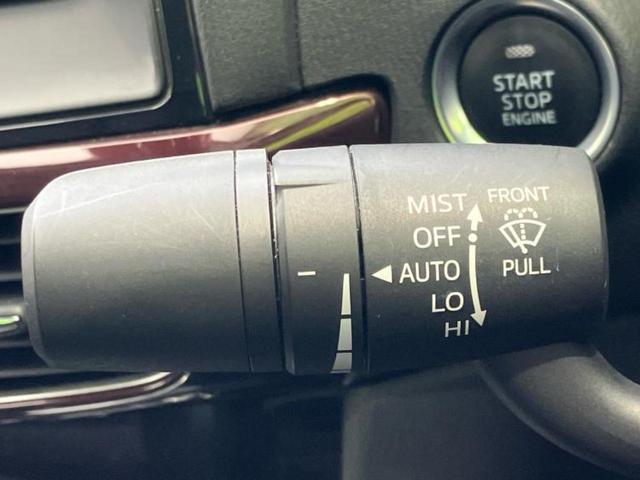 START
STOP
ENGINE
MIST
OFF
AUTO
LO
HI
FRONT
PULL